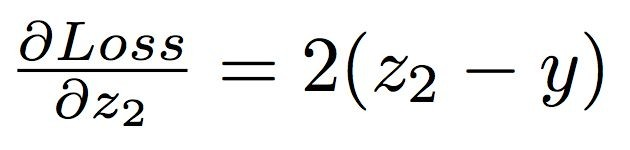 ∂Loss/∂z₂ = 2(z₂ − y)